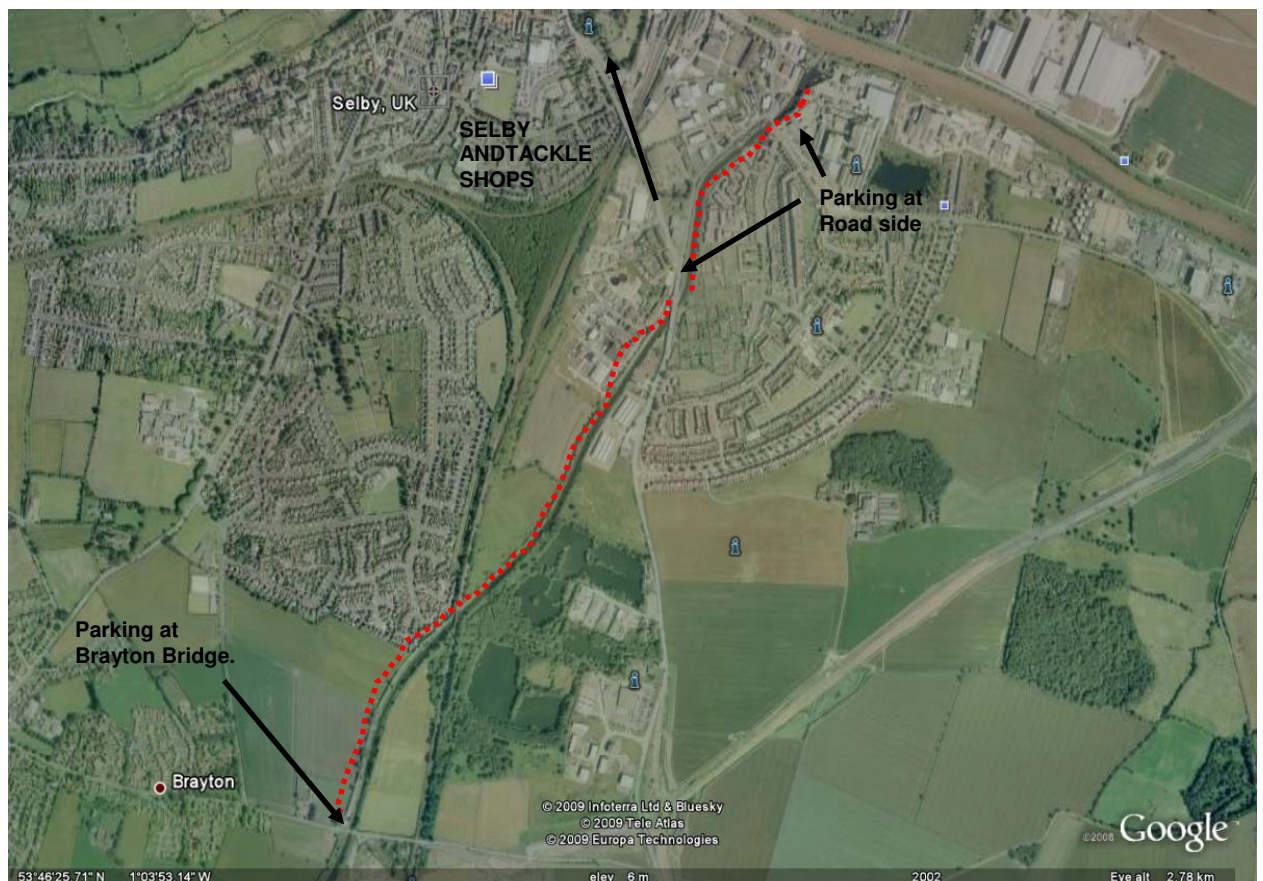 Selby, UK
SELBY
ANDTACKLE
SHOPS
Parking at
Road side
Parking at
Brayton Bridge.
Brayton
© 2009 Infoterra Ltd & Bluesky
© 2009 Tele Atlas
© 2009 Europa Technologies
©2008 Google™
53°46'25.71" N 1°03'53.14" W elev 6 m 2002 Eye alt 2.78 km